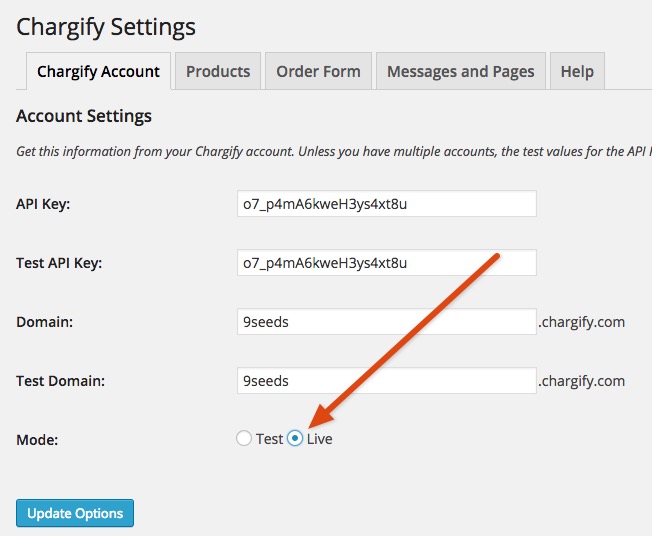 Chargify Settings
Chargify Account Products Order Form Messages and Pages Help
Account Settings
Get this information from your Chargify account. Unless you have multiple accounts, the test values for the API
API Key: o7_p4mA6kweH3ys4xt8u
Test API Key: o7_p4mA6kweH3ys4xt8u
Domain: 9seeds .chargify.com
Test Domain: 9seeds .chargify.com
Mode: Test Live
Update Options